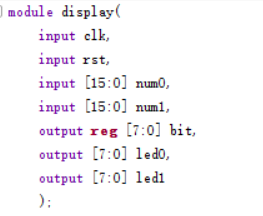 module display(
input clk,
input rst,
input [15:0] num0,
input [15:0] num1,
output reg [7:0] bit,
output [7:0] led0,
output [7:0] led1
);